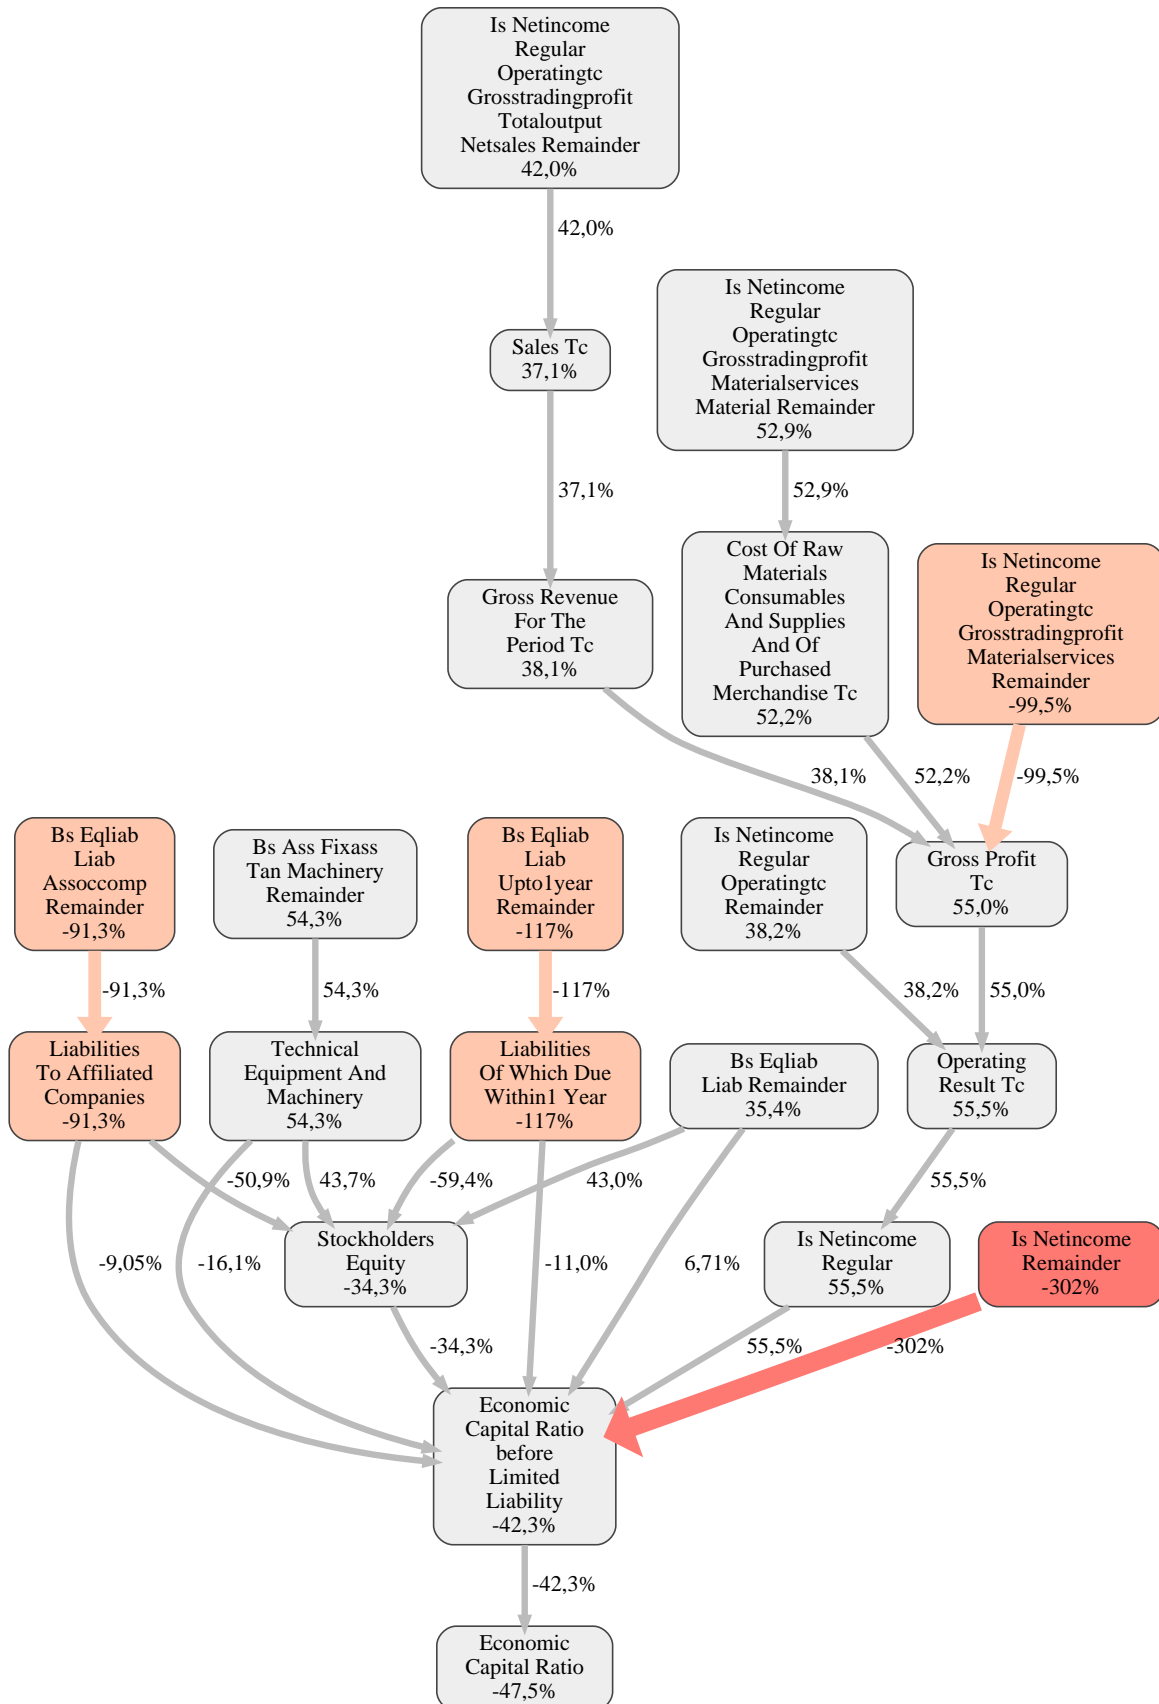 Is Netincome
Regular
Operatingtc
Grosstradingprofit
Totaloutput
Netsales Remainder
42,0%
42,0%
Is Netincome
Regular
Operatingtc
Grosstradingprofit
Materialservices
Material Remainder
52,9%
Sales Tc
37,1%
37,1%
52,9%
Cost Of Raw
Materials
Consumables
And Supplies
And Of
Purchased
Merchandise Tc
52,2%
Is Netincome
Regular
Operatingtc
Grosstradingprofit
Materialservices
Remainder
-99,5%
Gross Revenue
For The
Period Tc
38,1%
38,1%
52,2%
-99,5%
Bs Eqliab
Liab
Assoccomp
Remainder
-91,3%
Bs Ass Fixass
Tan Machinery
Remainder
54,3%
Bs Eqliab
Liab
Upto1year
Remainder
-117%
Is Netincome
Regular
Operatingtc
Remainder
38,2%
Gross Profit
Tc
55,0%
-91,3%
54,3%
-117%
38,2%
55,0%
Liabilities
To Affiliated
Companies
-91,3%
Technical
Equipment And
Machinery
54,3%
Liabilities
Of Which Due
Within1 Year
-117%
Bs Eqliab
Liab Remainder
35,4%
Operating
Result Tc
55,5%
-50,9%
43,7%
-59,4%
43,0%
55,5%
Stockholders
Equity
-34,3%
Is Netincome
Regular
55,5%
Is Netincome
Remainder
-302%
-9,05%
-16,1%
-11,0%
6,71%
-34,3%
55,5%
-302%
Economic
Capital Ratio
before
Limited
Liability
-42,3%
-42,3%
Economic
Capital Ratio
-47,5%